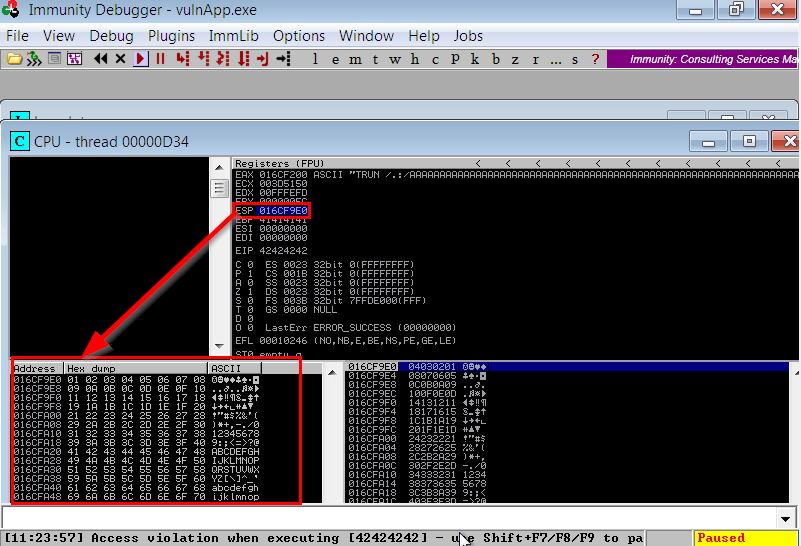 Immunity Debugger - vulnApp.exe
File View Debug Plugins ImmLib Options Window Help Jobs
l e m t w h c p k b z r ... s ?
Immunity: Consulting Services Ma
C CPU - thread 00000D34
Registers (FPU) < < < < < < < < < < <
EAX 016CF200 ASCII "TRUN /.:/AAAAAAAAAAAAAAAAAAAAAAAAAAAAAAAAAAAAAAAAAAAAAAAAA
ECX 003D5150
EDX 00FFFEFD
ESP 016CF9E0
EBP 41414141
ESI 00000000
EDI 00000000
EIP 42424242
C 0 ES 0023 32bit 0(FFFFFFFF)
P 1 CS 001B 32bit 0(FFFFFFFF)
A 0 SS 0023 32bit 0(FFFFFFFF)
Z 1 DS 0023 32bit 0(FFFFFFFF)
S 0 FS 003B 32bit 7FFDE000(FFF)
T 0 GS 0000 NULL
D 0
O 0 LastErr ERROR_SUCCESS (00000000)
EFL 00010246 (NO,NB,E,BE,NS,PE,GE,LE)
ST0 empty g
Address Hex dump ASCII
016CF9E0 01 02 03 04 05 06 07 08
016CF9E8 09 0A 0B 0C 0D 0E 0F 10
016CF9F0 11 12 13 14 15 16 17 18
016CF9F8 19 1A 1B 1C 1D 1E 1F 20
016CFA00 21 22 23 24 25 26 27 28 !"#$%&'(
016CFA08 29 2A 2B 2C 2D 2E 2F 30 )*+,-./0
016CFA10 31 32 33 34 35 36 37 38 12345678
016CFA18 39 3A 3B 3C 3D 3E 3F 40 9:;<=>?@
016CFA20 41 42 43 44 45 46 47 48 ABCDEFGH
016CFA28 49 4A 4B 4C 4D 4E 4F 50 IJKLMNOP
016CFA30 51 52 53 54 55 56 57 58 QRSTUVWX
016CFA38 59 5A 5B 5C 5D 5E 5F 60 YZ[\]^_`
016CFA40 61 62 63 64 65 66 67 68 abcdefgh
016CFA48 69 6A 6B 6C 6D 6E 6F 70 ijklmnop
016CF9E0 04030201
016CF9E4 08070605
016CF9E8 0C0B0A09
016CF9EC 100F0E0D
016CF9F0 14131211
016CF9F4 18171615
016CF9F8 1C1B1A19
016CF9FC 201F1E1D
016CFA00 24232221 !"#$
016CFA04 28272625 %&'(
016CFA08 2C2B2A29 )*+,
016CFA0C 302F2E2D -./0
016CFA10 34333231 1234
016CFA14 38373635 5678
016CFA18 3C3B3A39 9:;<
016CFA1C 403F3E3D =>?@
[11:23:57] Access violation when executing [42424242] - use Shift+F7/F8/F9 to pa
Paused